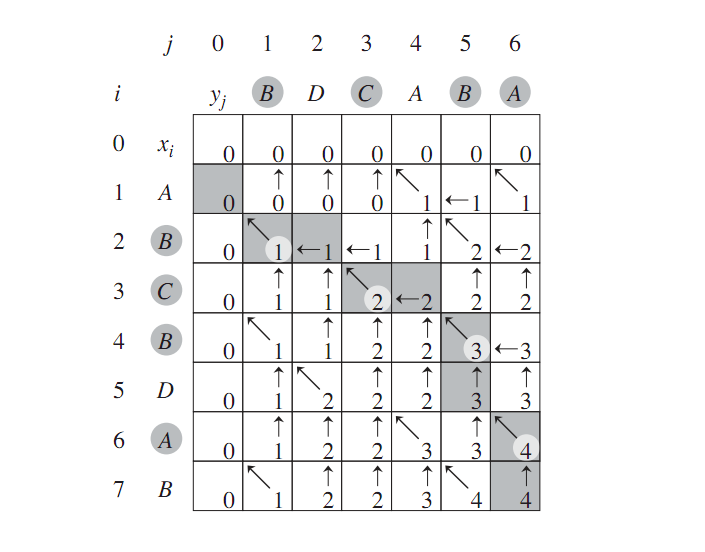 j 0 1 2 3 4 5 6
i yj B D C A B A
0 xi 0 0 0 0 0 0 0
1 A 0 ↑0 ↑0 ↑0 ↖1 ←1 ↖1
2 B 0 ↖1 ←1 ←1 ↑1 ↖2 ←2
3 C 0 ↑1 ↑1 ↖2 ←2 ↑2 ↑2
4 B 0 ↖1 ↑1 ↑2 ↑2 ↖3 ←3
5 D 0 ↑1 ↖2 ↑2 ↑2 ↑3 ↑3
6 A 0 ↑1 ↑2 ↑2 ↖3 ↑3 ↖4
7 B 0 ↖1 ↑2 ↑2 ↑3 ↖4 ↑4